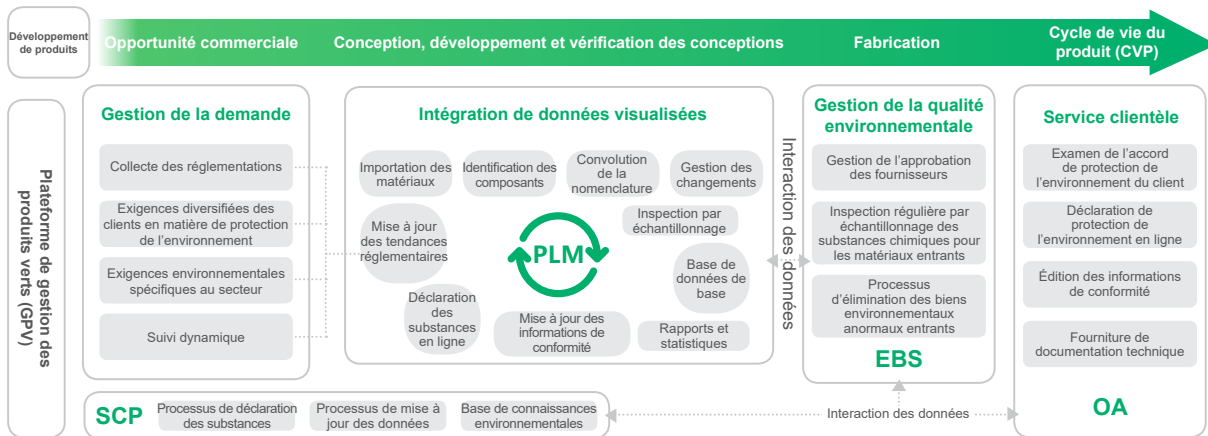 Développement
de produits
Opportunité commerciale
Conception, développement et vérification des conceptions
Fabrication
Cycle de vie du
produit (CVP)
Plateforme de gestion des
produits verts (GPV)
Gestion de la demande
Collecte des réglementations
Exigences diversifiées des
clients en matière de protection
de l'environnement
Exigences environnementales
spécifiques au secteur
Suivi dynamique
Intégration de données visualisées
Importation des
matériaux
Identification des
composants
Convolution
de la
nomenclature
Gestion des
changements
Mise à jour
des tendances
réglementaires
Inspection par
échantillonnage
PLM
Base de
données de
base
Déclaration
des
substances
en ligne
Mise à jour des
informations de
conformité
Rapports et
statistiques
Interaction des
données
Gestion de la qualité
environnementale
Gestion de l'approbation
des fournisseurs
Inspection régulière par
échantillonnage des
substances chimiques pour
les matériaux entrants
Processus
d'élimination des biens
environnementaux
anormaux entrants
EBS
Service clientèle
Examen de l'accord
de protection de
l'environnement du client
Déclaration de
protection de
l'environnement en ligne
Édition des informations
de conformité
Fourniture de
documentation technique
OA
SCP
Processus de déclaration
des substances
Processus de mise à
jour des données
Base de connaissances
environnementales
Interaction des données